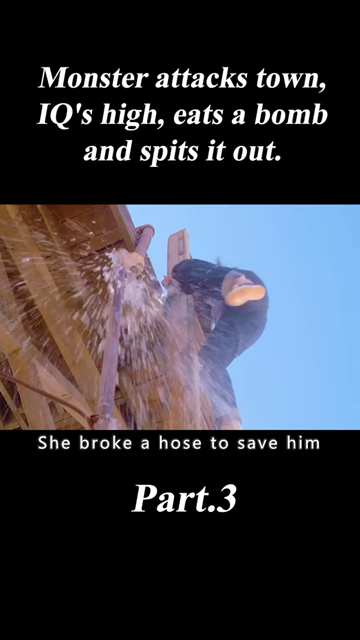 Monster attacks town,
IQ's high, eats a bomb
and spits it out.
She broke a hose to save him
Part.3